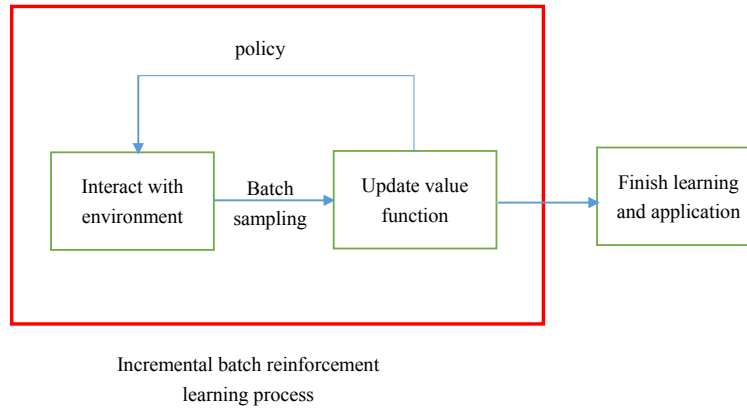 policy
Interact with
environment
Batch
sampling
Update value
function
Finish learning
and application
Incremental batch reinforcement
learning process